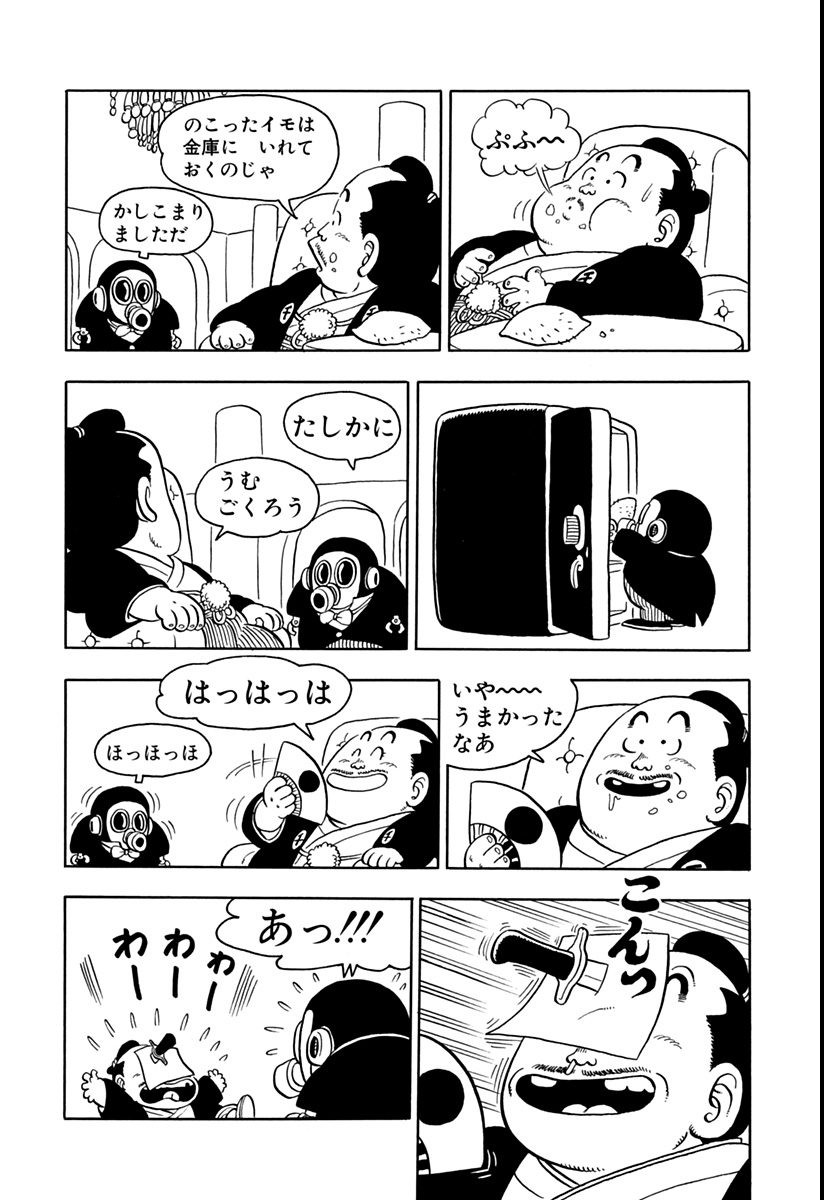 ぷふ〜
のこったイモは
金庫に いれて
おくのじゃ
かしこまり
ましただ
たしかに
うむ
ごくろう
いや〜〜
うまかった
なあ
はっはっは
ほっほっほ
こんっ
あっ!!!
わー
わー
わー